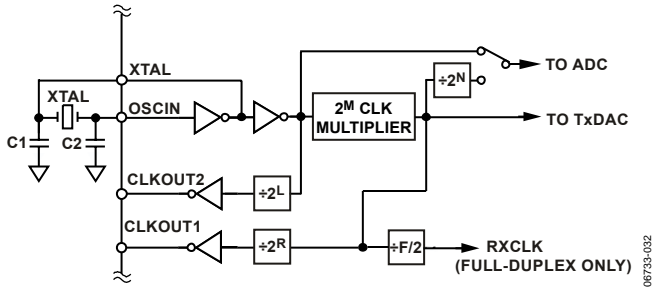 XTAL
TO ADC
÷2N
XTAL
OSCIN
2M CLK
MULTIPLIER
TO TxDAC
C1
C2
CLKOUT2
÷2L
CLKOUT1
÷2R
÷F/2
RXCLK
(FULL-DUPLEX ONLY)
06733-032